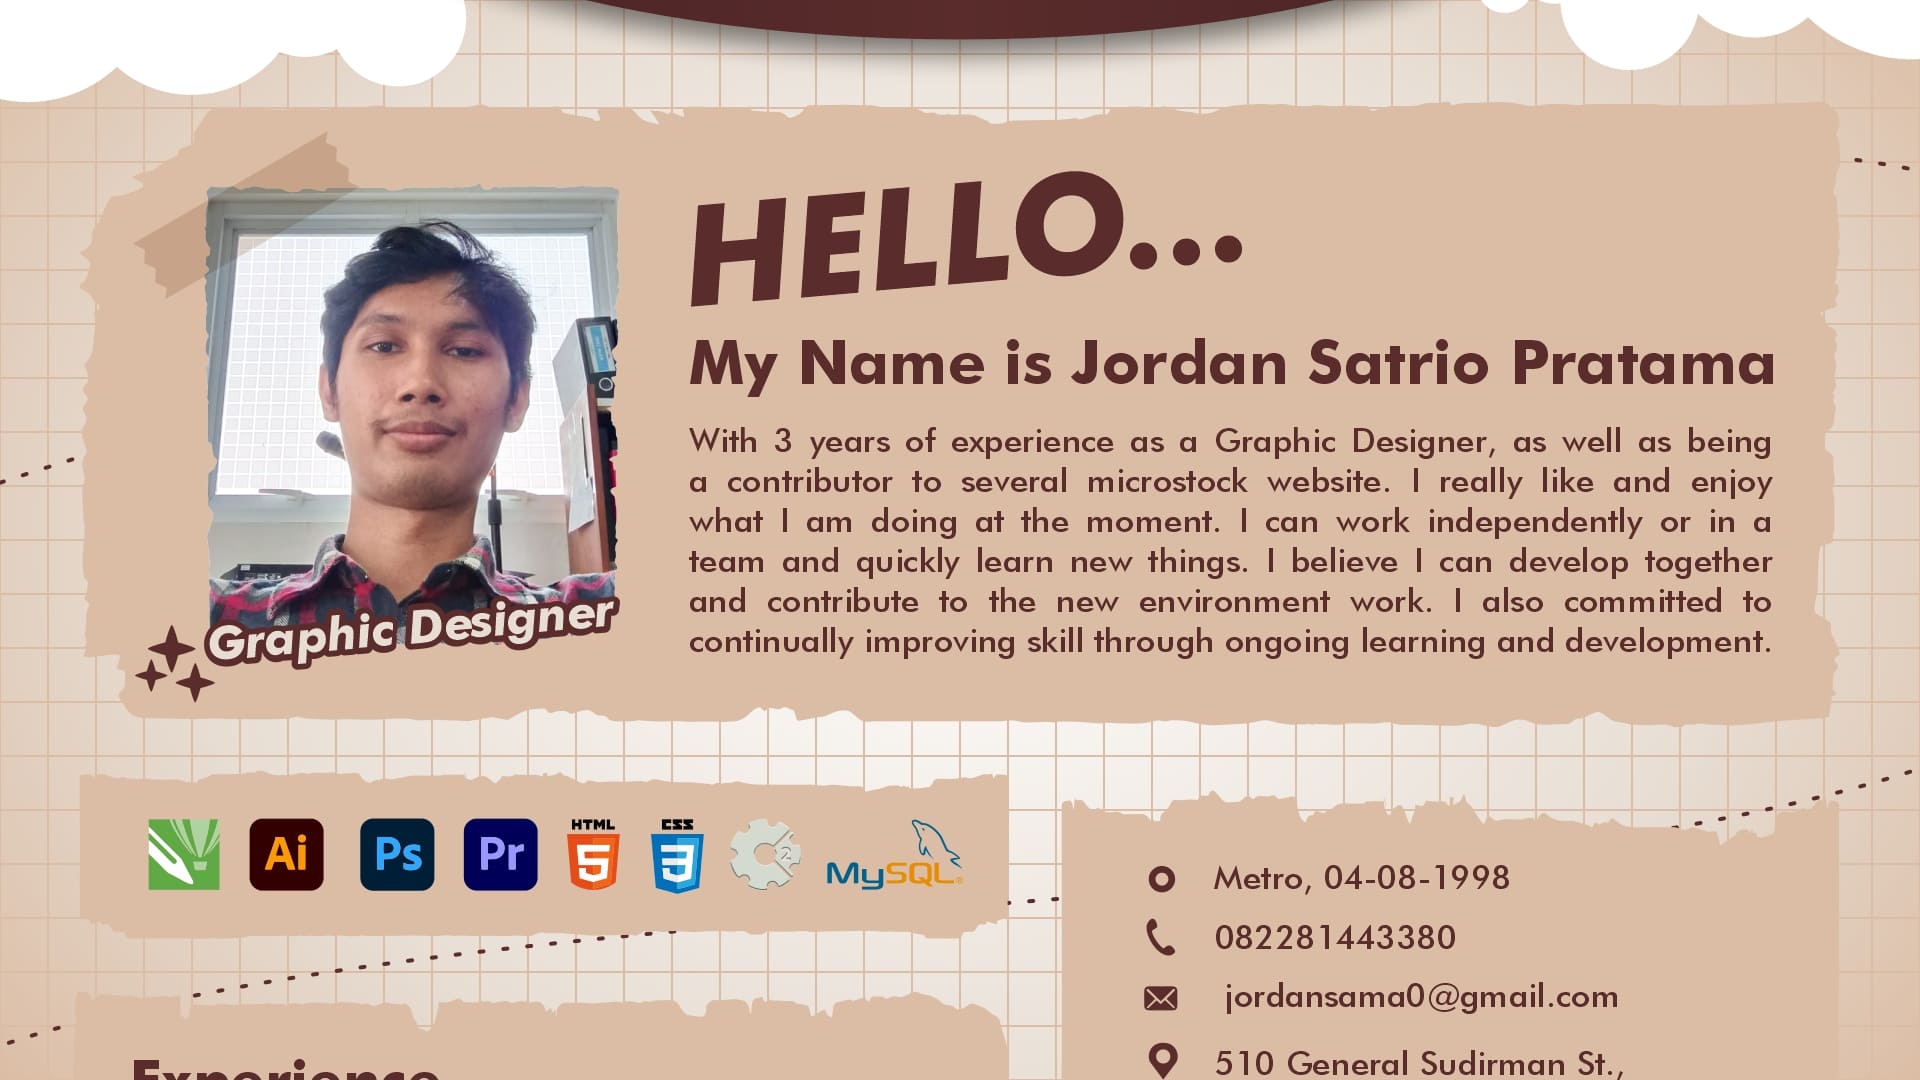 HELLO...
My Name is Jordan Satrio Pratama
With 3 years of experience as a Graphic Designer, as well as being
a contributor to several microstock website. I really like and enjoy
what I am doing at the moment. I can work independently or in a
team and quickly learn new things. I believe I can develop together
and contribute to the new environment work. I also committed to
continually improving skill through ongoing learning and development.
Graphic Designer
Ai
Ps
Pr
HTML
5
CSS
3
2
MySQL®
Metro, 04-08-1998
082281443380
jordansama0@gmail.com
510 General Sudirman St.,
Experience